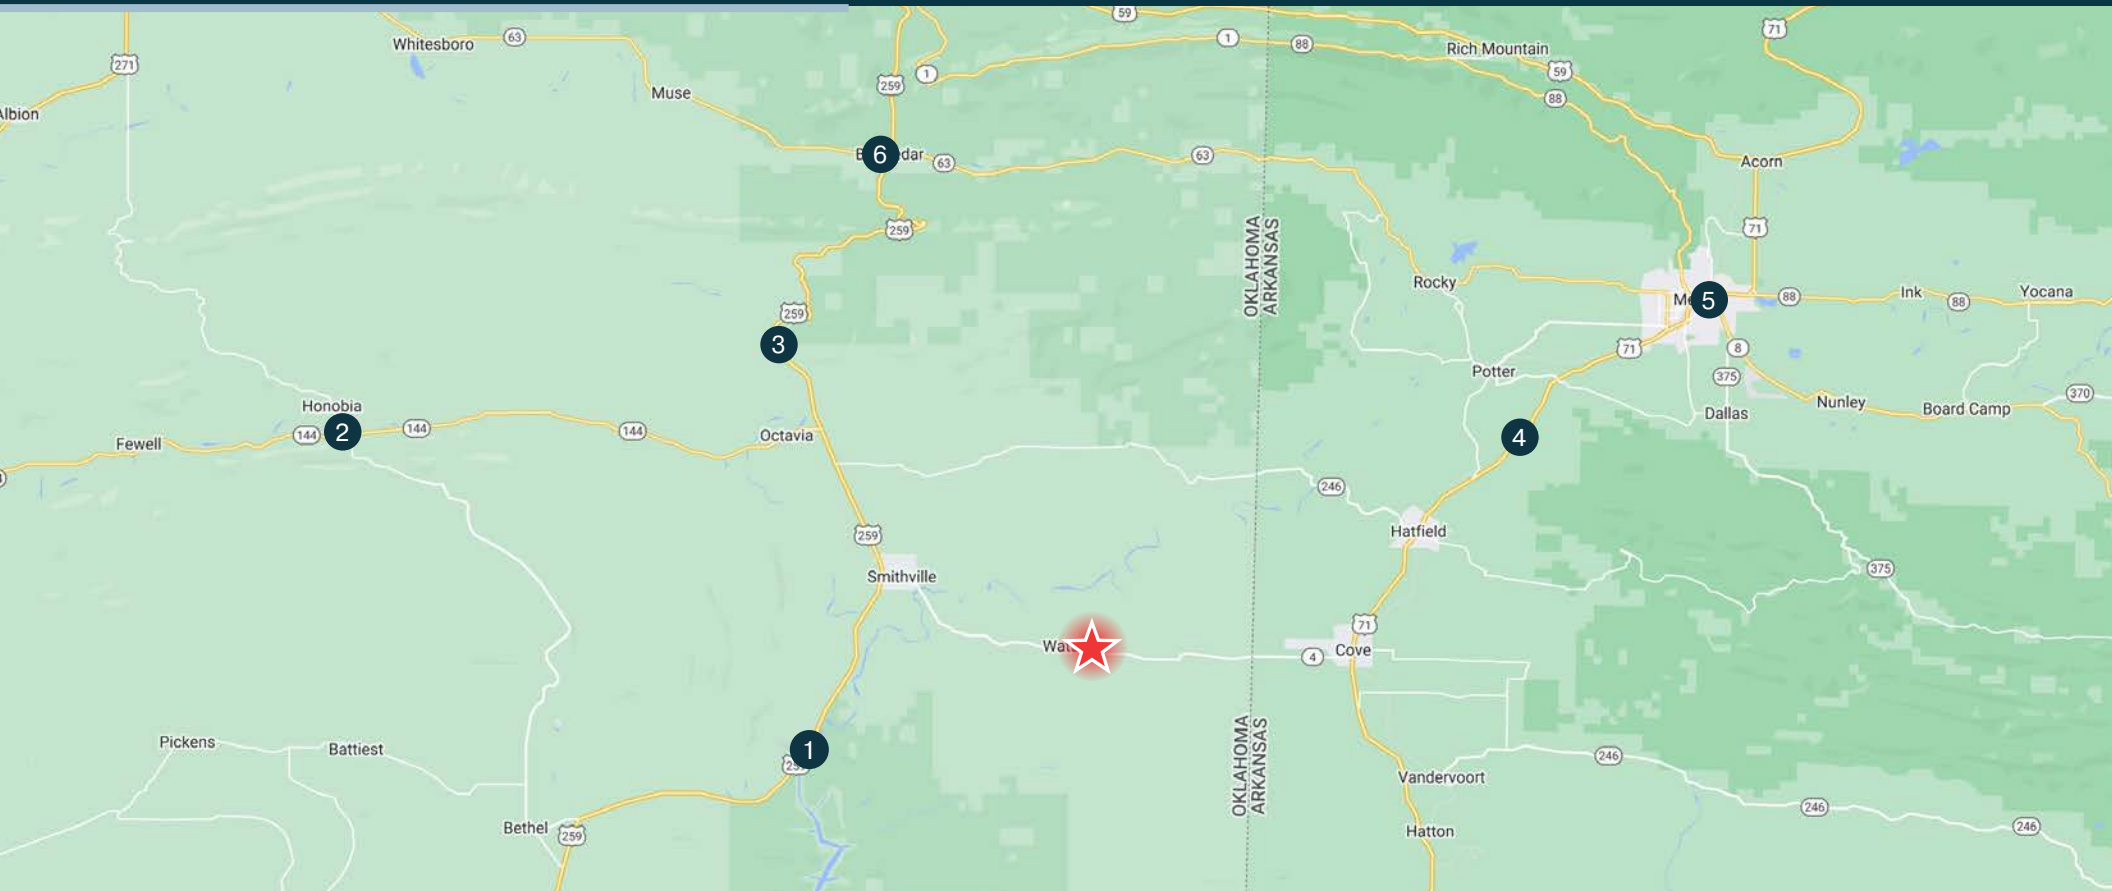 59
71
Whitesboro
63
1
88
Rich Mountain
271
59
259
1
Muse
88
Albion
6
63
63
Acorn
259
71
OKLAHOMA
ARKANSAS
Rocky
5
88
Ink
88
Yocana
259
3
71
8
Potter
375
370
Honobia
Dallas
Nunley
Board Camp
Fewell
144
2
144
144
Octavia
4
246
Hatfield
259
Smithville
375
71
4
Cove
OKLAHOMA
ARKANSAS
Pickens
Battiest
1
246
Vandervoort
246
Bethel
259
Hatton
246